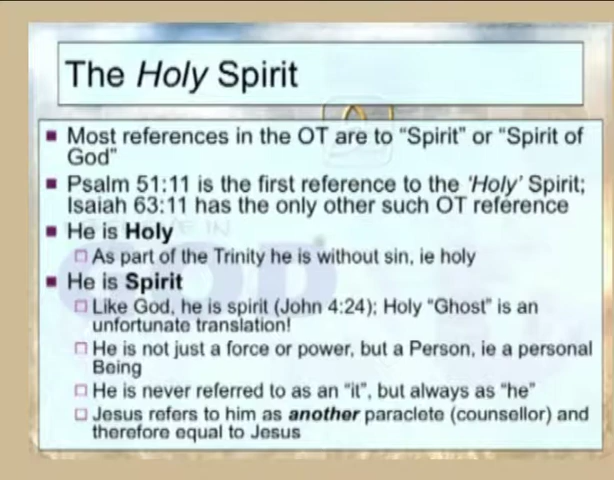 The Holy Spirit
Most references in the OT are to "Spirit" or "Spirit of
God"
Psalm 51:11 is the first reference to the 'Holy' Spirit;
Isaiah 63:11 has the only other such OT reference
He is Holy
As part of the Trinity he is without sin, ie holy
He is Spirit
Like God, he is spirit (John 4:24); Holy "Ghost" is an
unfortunate translation!
He is not just a force or power, but a Person, ie a personal
Being
He is never referred to as an "it", but always as "he"
Jesus refers to him as another paraclete (counsellor) and
therefore equal to Jesus